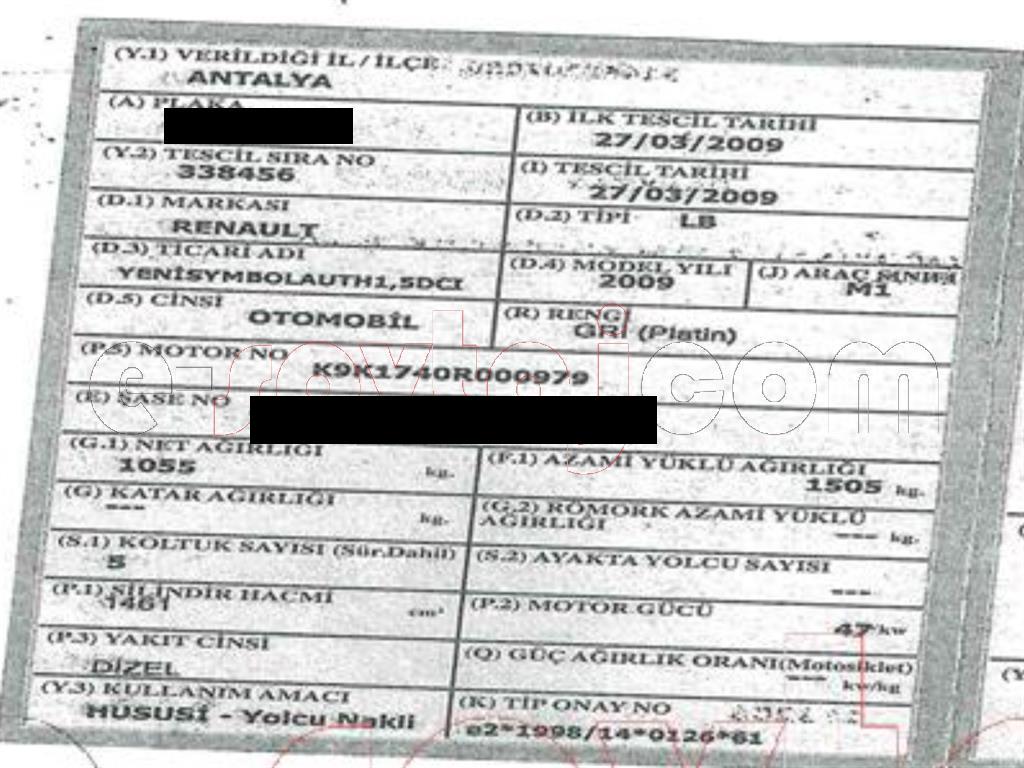 (Y.1) VERİLDİĞİ İL / İLÇE
ANTALYA
(A) PLAKA
(B) İLK TESCİL TARİHİ
27/03/2009
(Y.2) TESCİL SIRA NO
338456
(I) TESCİL TARİHİ
27/03/2009
(D.1) MARKASI
RENAULT
(D.2) TİPİ LB
(D.3) TİCARİ ADI
YENİSYMBOLAUTH1,5DCI
(D.4) MODEL YILI
2009
(J) ARAÇ SINIFI
M1
(D.5) CİNSİ
OTOMOBİL
(R) RENGİ
GRİ (Platin)
(P.5) MOTOR NO
K9K1740R000979
(E) ŞASE NO
(G.1) NET AĞIRLIĞI
1055 kg.
(F.1) AZAMİ YÜKLÜ AĞIRLIĞI
1505 kg.
(G) KATAR AĞIRLIĞI
--- kg.
(G.2) RÖMORK AZAMİ YÜKLÜ
AĞIRLIĞI
--- kg.
(S.1) KOLTUK SAYISI (Sür.Dahil)
5
(S.2) AYAKTA YOLCU SAYISI
---
(P.1) SİLİNDİR HACMİ
1461 cm³
(P.2) MOTOR GÜCÜ
47/kw
(P.3) YAKIT CİNSİ
DİZEL
(Q) GÜÇ AĞIRLIK ORANI(Motosiklet)
--- kw/kg
(Y.3) KULLANIM AMACI
HUSUSİ - Yolcu Nakli
(K) TİP ONAY NO
e2*1998/14*0126*61